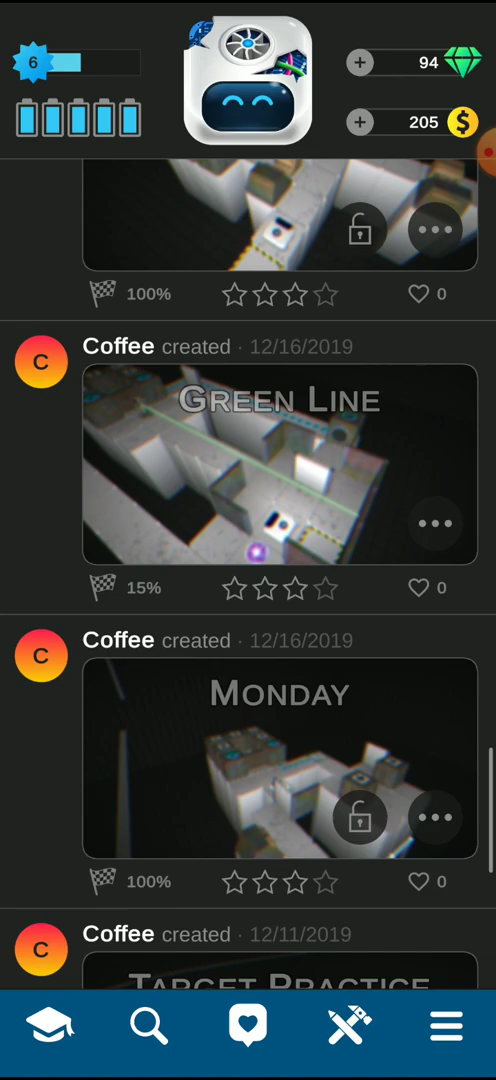 6
94
205
100%
0
C
Coffee created · 12/16/2019
GREEN LINE
15%
0
C
Coffee created · 12/16/2019
MONDAY
100%
0
C
Coffee created · 12/11/2019
TARGET PRACTICE